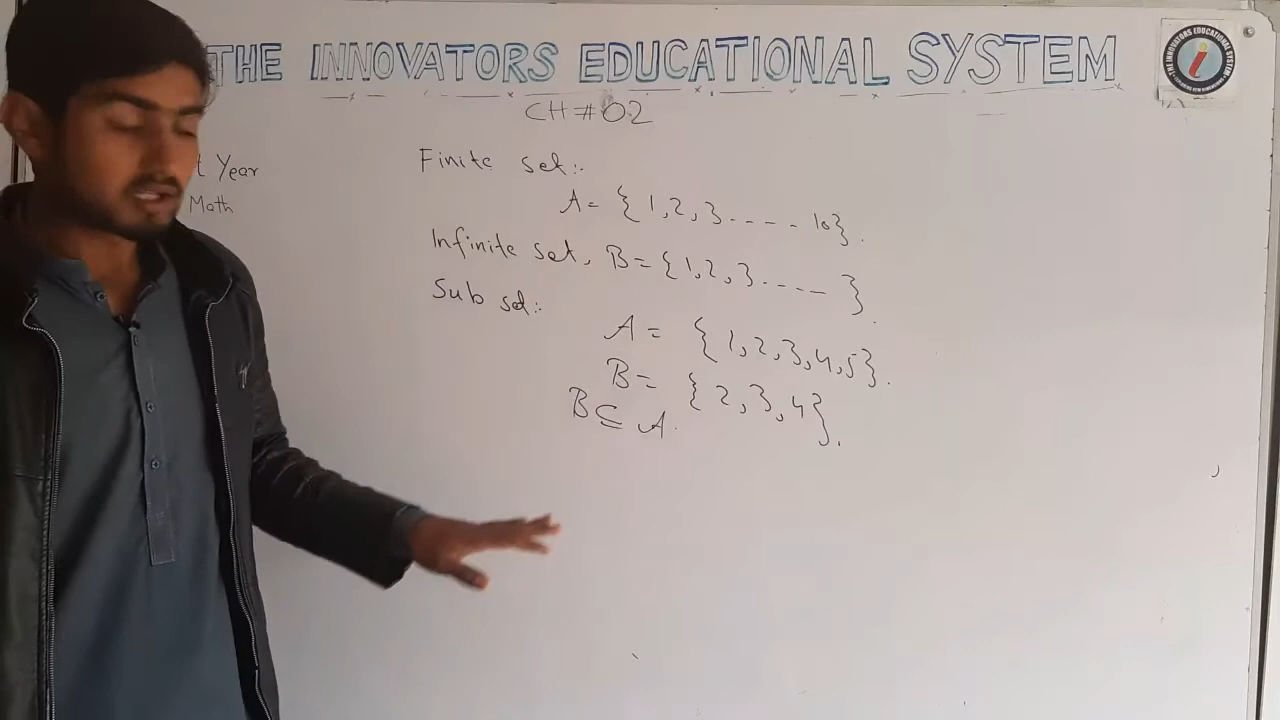 THE INNOVATORS EDUCATIONAL SYSTEM
CH # 02
Year
Math
Finite set:.
A = { 1, 2, 3 ..... - - - 10}.
Infinite set, B = { 1, 2, 3 .... - - }.
Sub set:.
A = { 1, 2, 3, 4, 5}.
B = { 2, 3, 4}.
B ⊆ A.